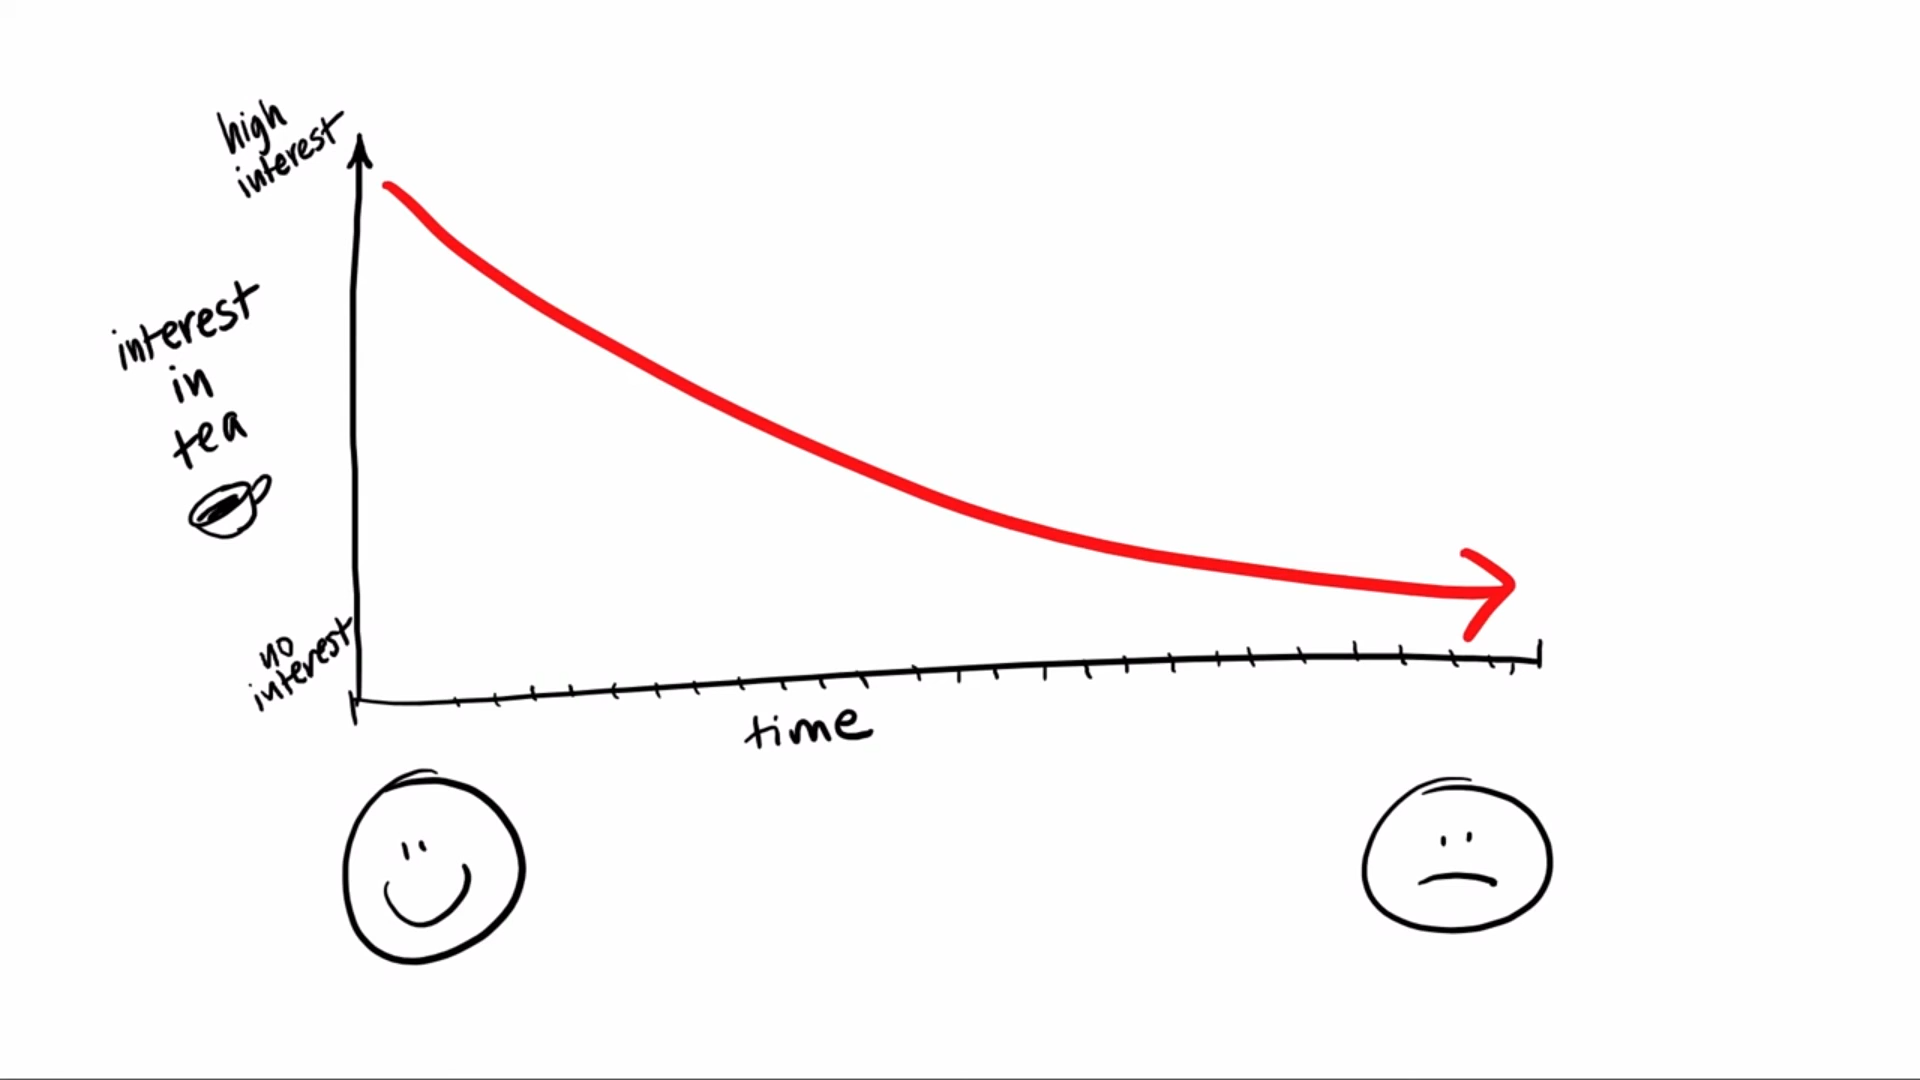 high
interest
interest
in
tea
no
interest
time